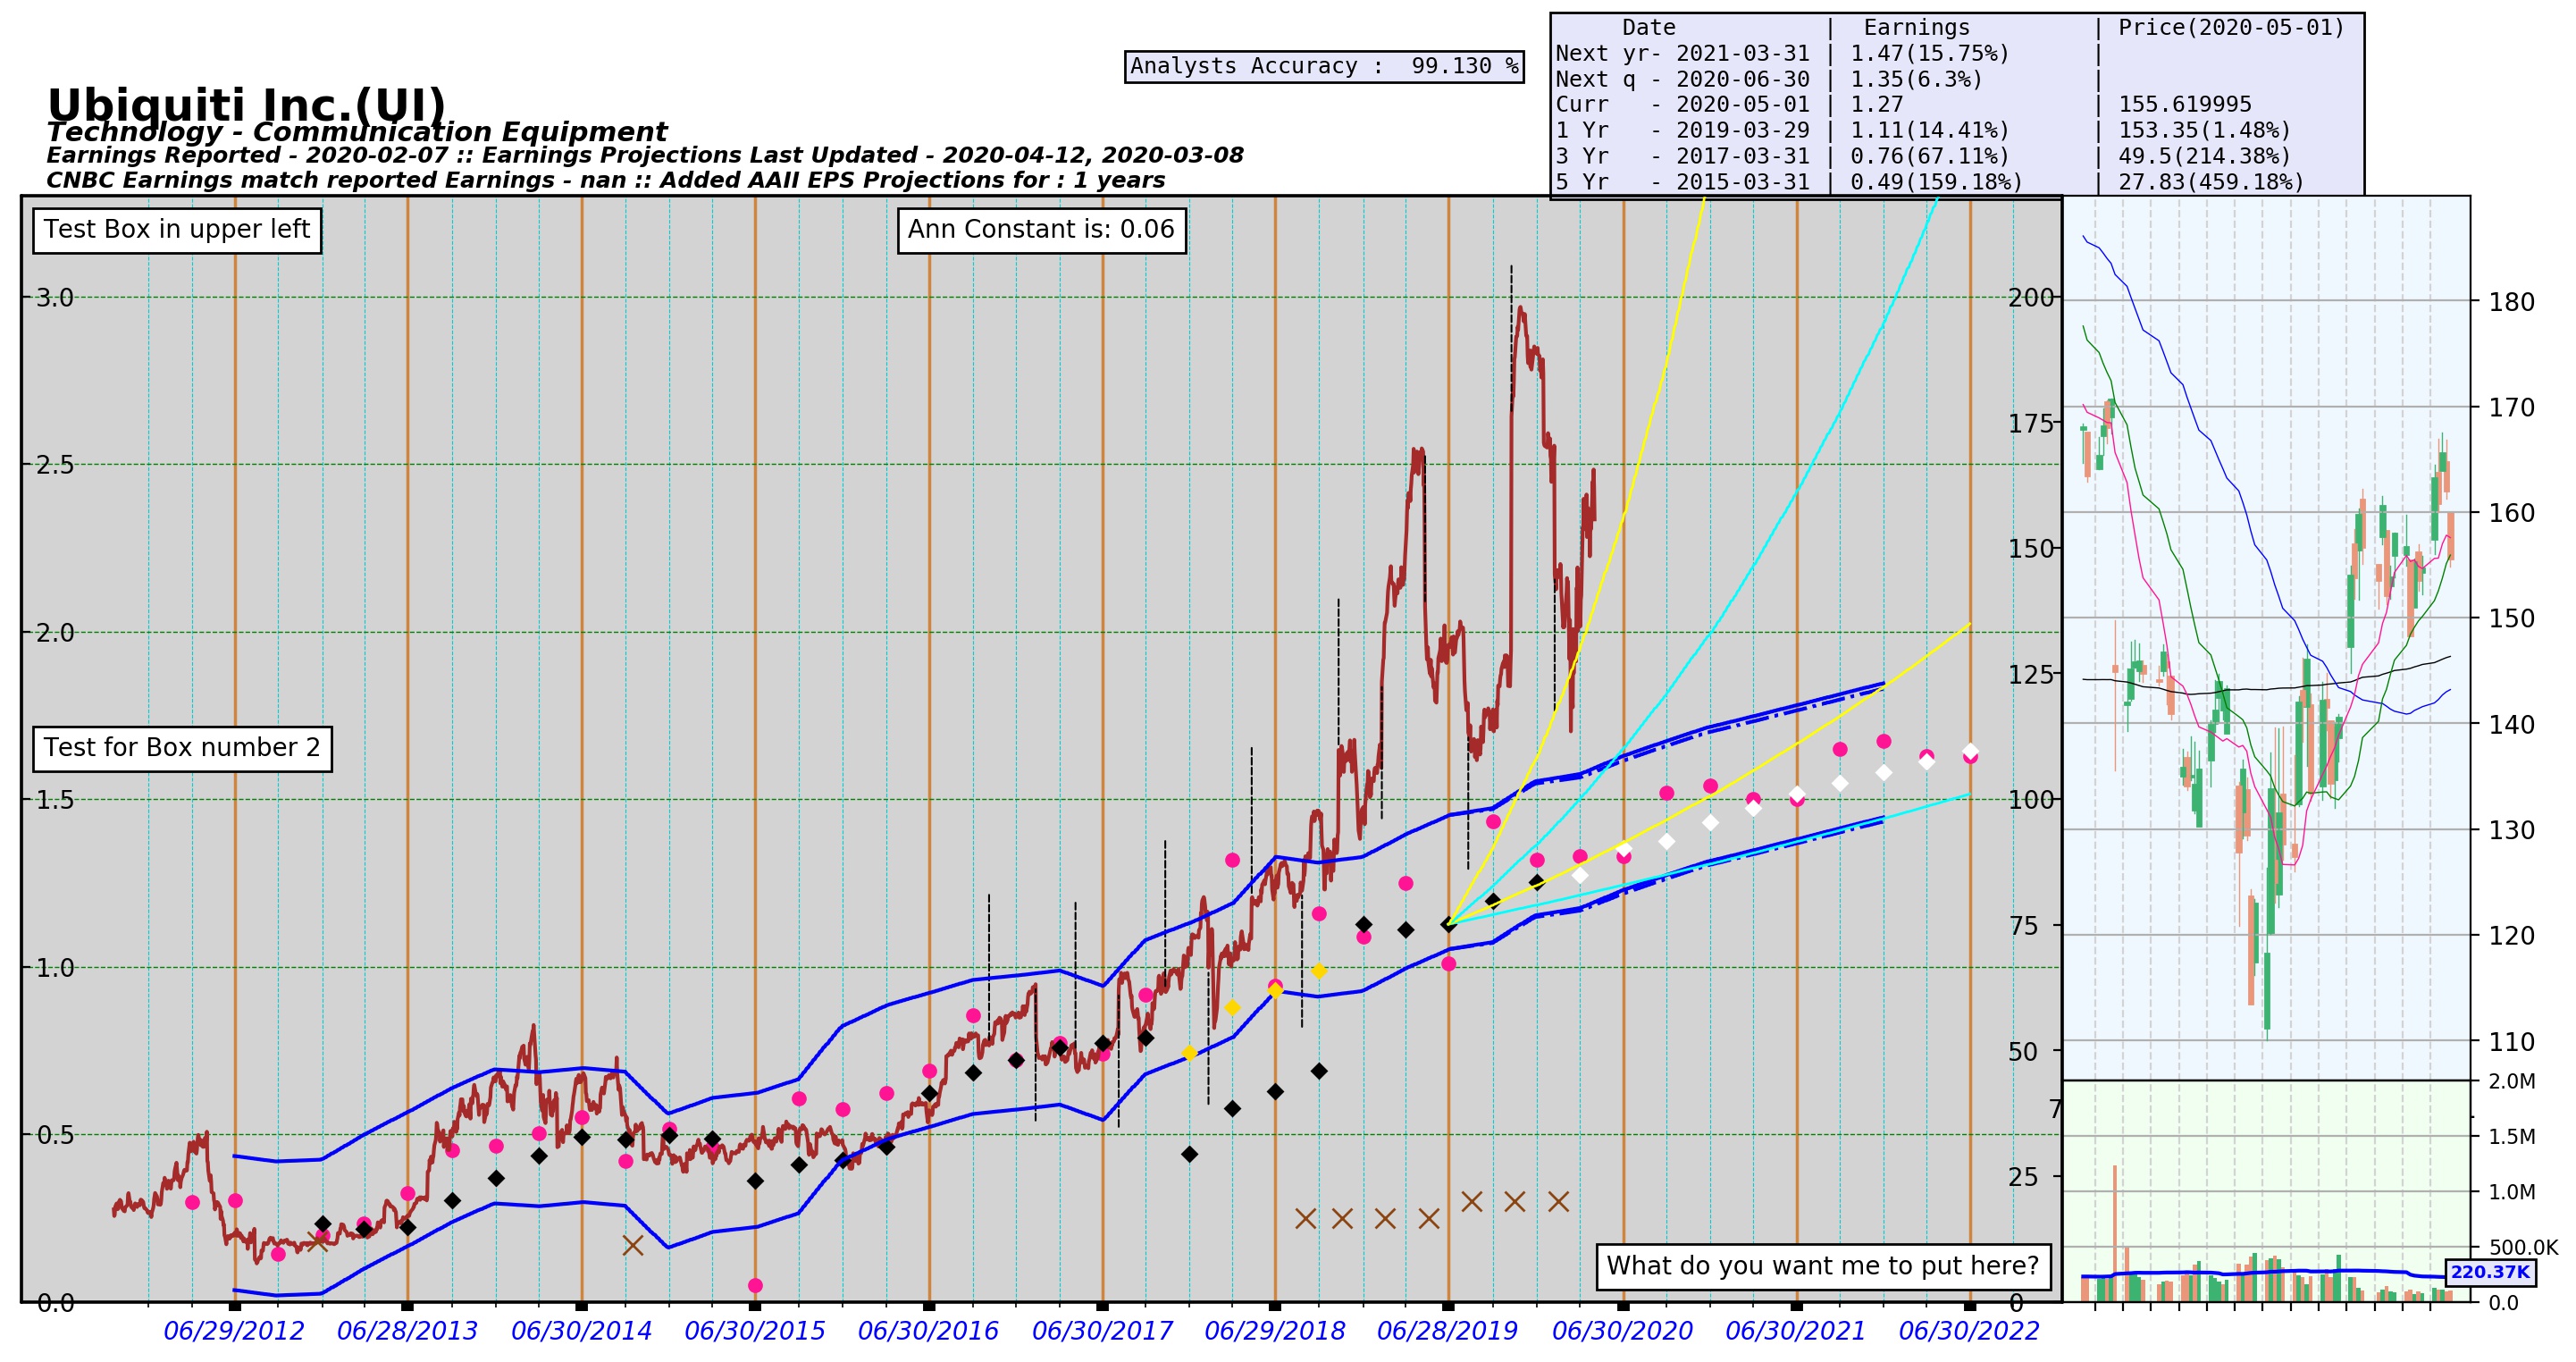 Date | Earnings | Price(2020-05-01)
Next yr- 2021-03-31 | 1.47(15.75%) |
Next q - 2020-06-30 | 1.35(6.3%) |
Curr - 2020-05-01 | 1.27 | 155.619995
1 Yr - 2019-03-29 | 1.11(14.41%) | 153.35(1.48%)
3 Yr - 2017-03-31 | 0.76(67.11%) | 49.5(214.38%)
5 Yr - 2015-03-31 | 0.49(159.18%) | 27.83(459.18%)
Analysts Accuracy : 99.130 %
Ubiquiti Inc.(UI)
Technology - Communication Equipment
Earnings Reported - 2020-02-07 :: Earnings Projections Last Updated - 2020-04-12, 2020-03-08
CNBC Earnings match reported Earnings - nan :: Added AAII EPS Projections for : 1 years
Test Box in upper left
Ann Constant is: 0.06
Test for Box number 2
What do you want me to put here?
3.0
2.5
2.0
1.5
1.0
0.5
0.0
200
175
150
125
100
75
50
7
25
0
180
170
160
150
140
130
120
110
2.0M
1.5M
1.0M
500.0K
220.37K
0.0
06/29/2012 06/28/2013 06/30/2014 06/30/2015 06/30/2016 06/30/2017 06/29/2018 06/28/2019 06/30/2020 06/30/2021 06/30/2022